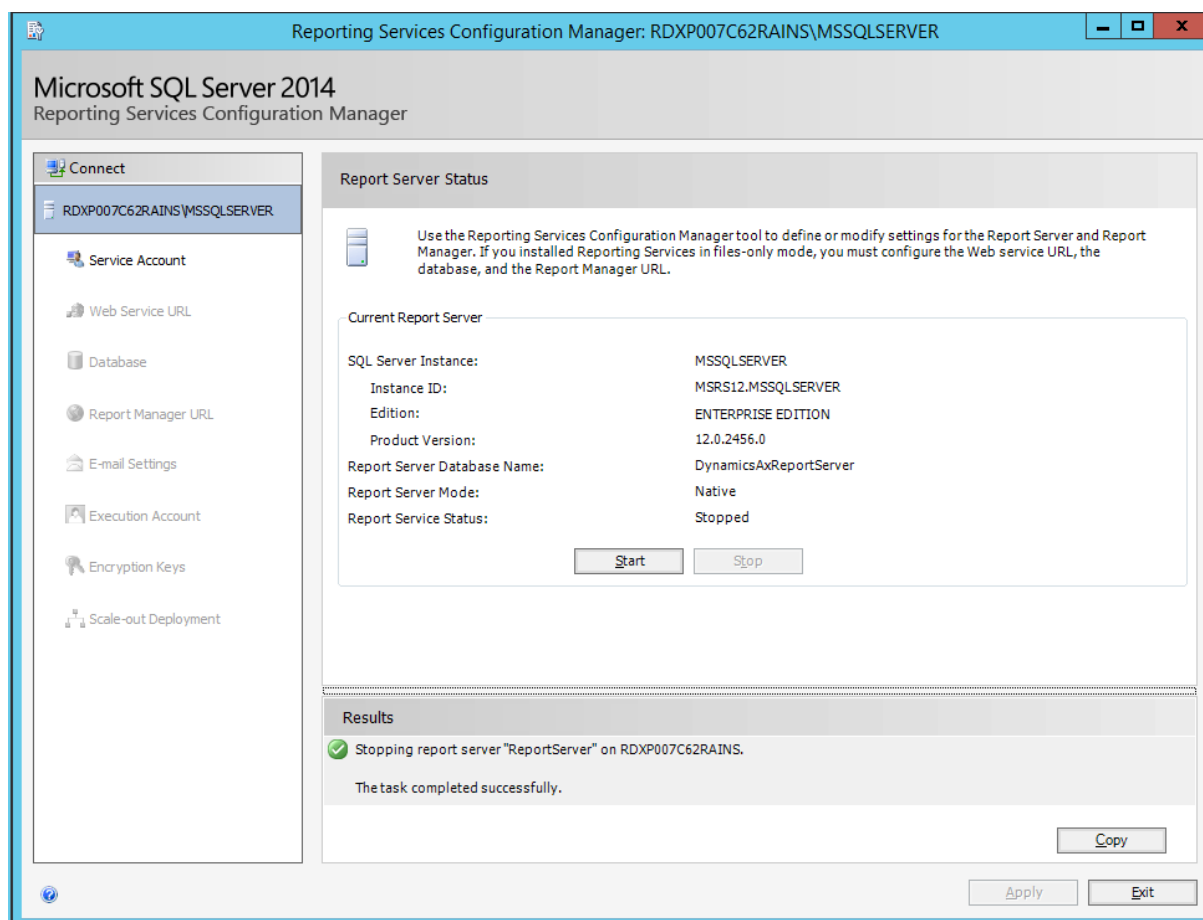 Reporting Services Configuration Manager: RDXP007C62RAINS\MSSQLSERVER
Microsoft SQL Server 2014
Reporting Services Configuration Manager
Connect
RDXP007C62RAINS\MSSQLSERVER
Service Account
Web Service URL
Database
Report Manager URL
E-mail Settings
Execution Account
Encryption Keys
Scale-out Deployment
Report Server Status
Use the Reporting Services Configuration Manager tool to define or modify settings for the Report Server and Report
Manager. If you installed Reporting Services in files-only mode, you must configure the Web service URL, the
database, and the Report Manager URL.
Current Report Server
SQL Server Instance: MSSQLSERVER
Instance ID: MSRS12.MSSQLSERVER
Edition: ENTERPRISE EDITION
Product Version: 12.0.2456.0
Report Server Database Name: DynamicsAxReportServer
Report Server Mode: Native
Report Service Status: Stopped
Start Stop
Results
Stopping report server "ReportServer" on RDXP007C62RAINS.
The task completed successfully.
Copy
Apply Exit